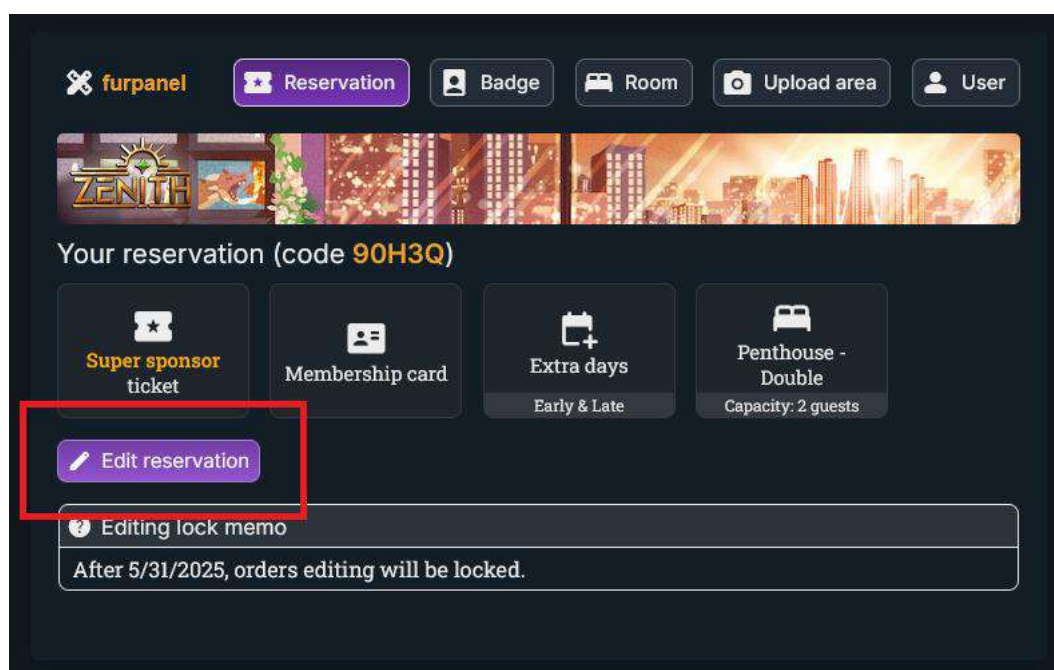 furpanel
Reservation
Badge
Room
Upload area
User
ZENITH
Your reservation (code 90H3Q)
Super sponsor
ticket
Membership card
Extra days
Early & Late
Penthouse -
Double
Capacity: 2 guests
Edit reservation
Editing lock memo
After 5/31/2025, orders editing will be locked.